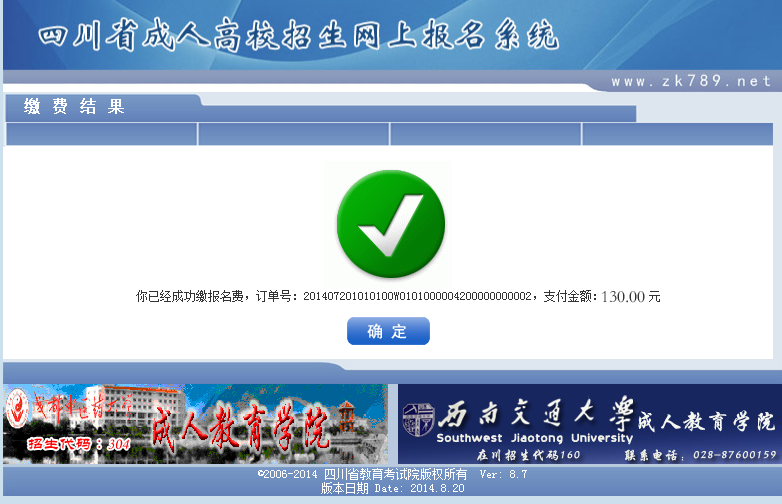 四川省成人高校招生网上报名系统
www.zk789.net
缴费结果
你已经成功缴报名费，订单号：201407201010100W0101000004200000000002，支付金额：130.00 元
确 定
成都中医药大学
招生代码：304
成人教育学院
西南交通大学成人教育学院
Southwest Jiaotong University
在川招生代码160 联系电话：028-87600159
©2006-2014 四川省教育考试院版权所有 Ver: 8.7
版本日期 Date: 2014.8.20